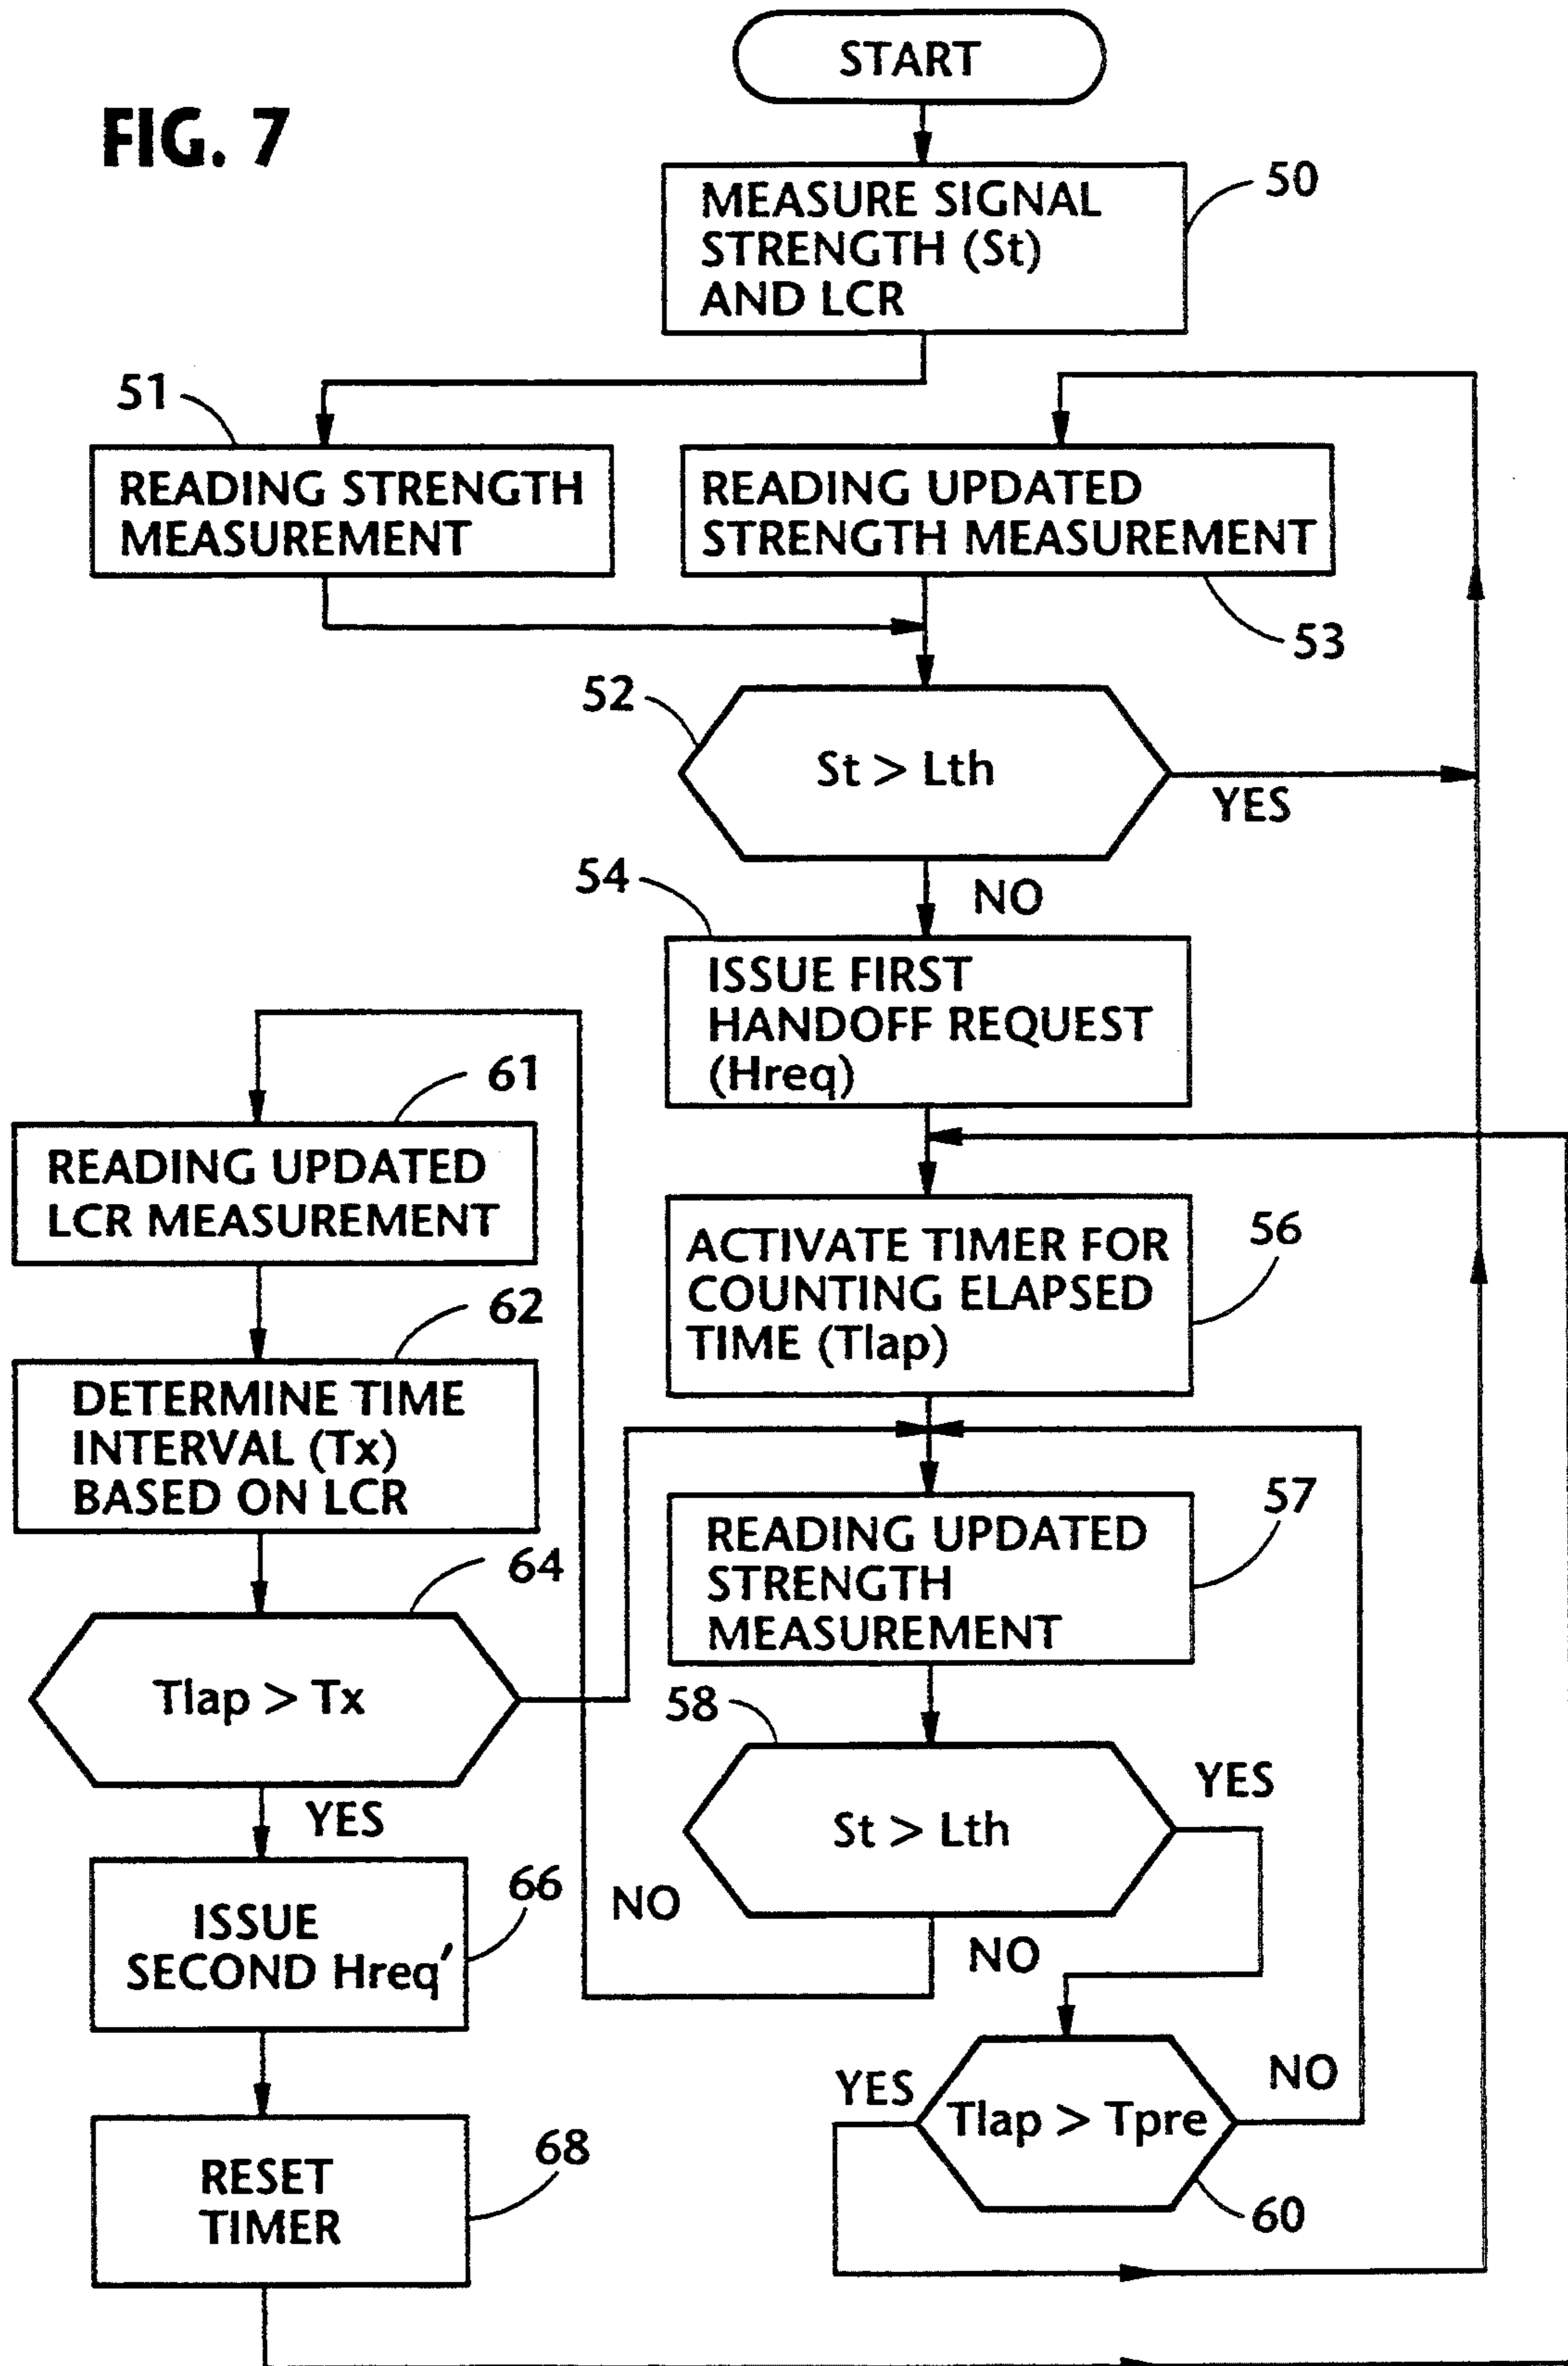 START
FIG. 7
MEASURE SIGNAL
STRENGTH (St)
AND LCR
50
51
READING STRENGTH
MEASUREMENT
READING UPDATED
STRENGTH MEASUREMENT
53
52
St > Lth
YES
54
NO
ISSUE FIRST
HANDOFF REQUEST
(Hreq)
61
READING UPDATED
LCR MEASUREMENT
ACTIVATE TIMER FOR
COUNTING ELAPSED
TIME (Tlap)
56
62
DETERMINE TIME
INTERVAL (Tx)
BASED ON LCR
57
READING UPDATED
STRENGTH
MEASUREMENT
64
Tlap > Tx
58
YES
St > Lth
YES
66
NO
NO
ISSUE
SECOND Hreq'
YES
NO
Tlap > Tpre
60
68
RESET
TIMER